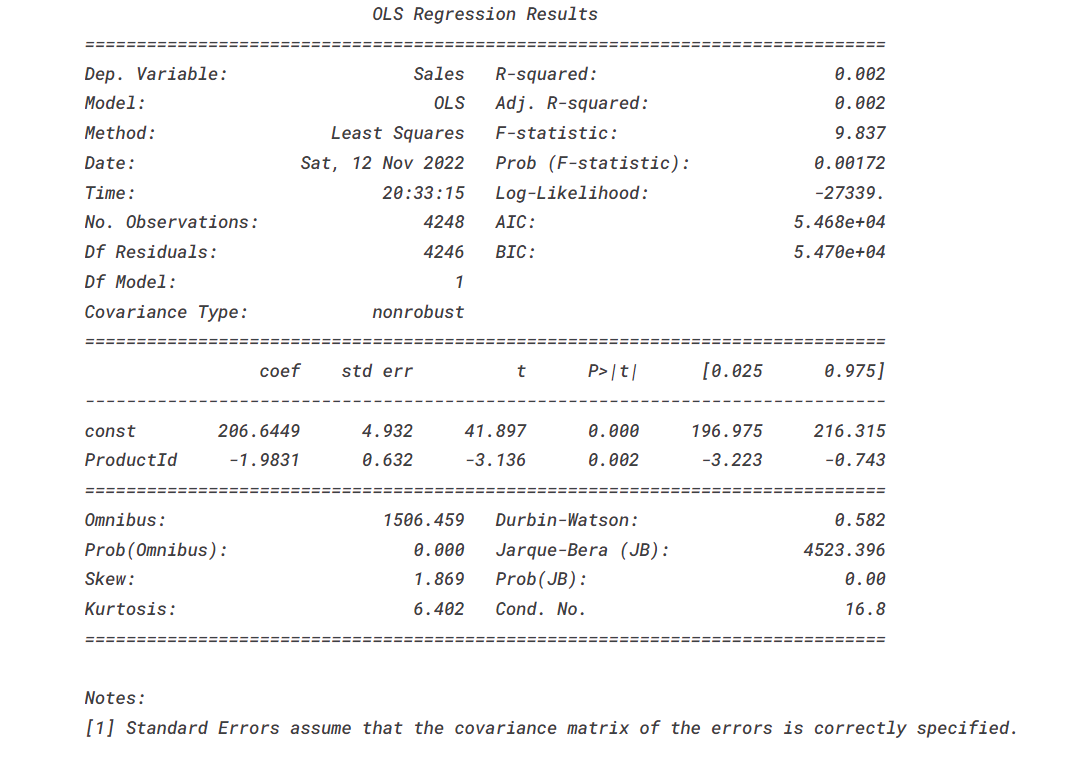 OLS Regression Results
==============================================================================
Dep. Variable: Sales R-squared: 0.002
Model: OLS Adj. R-squared: 0.002
Method: Least Squares F-statistic: 9.837
Date: Sat, 12 Nov 2022 Prob (F-statistic): 0.00172
Time: 20:33:15 Log-Likelihood: -27339.
No. Observations: 4248 AIC: 5.468e+04
Df Residuals: 4246 BIC: 5.470e+04
Df Model: 1
Covariance Type: nonrobust
==============================================================================
coef std err t P>|t| [0.025 0.975]
------------------------------------------------------------------------------
const 206.6449 4.932 41.897 0.000 196.975 216.315
ProductId -1.9831 0.632 -3.136 0.002 -3.223 -0.743
==============================================================================
Omnibus: 1506.459 Durbin-Watson: 0.582
Prob(Omnibus): 0.000 Jarque-Bera (JB): 4523.396
Skew: 1.869 Prob(JB): 0.00
Kurtosis: 6.402 Cond. No. 16.8
==============================================================================
Notes:
[1] Standard Errors assume that the covariance matrix of the errors is correctly specified.